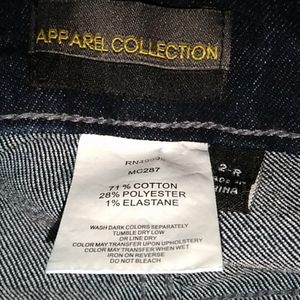 APPAREL COLLECTION
MC287
71% COTTON
28% POLYESTER
1% ELASTANE
WASH DARK COLORS SEPARATELY
TUMBLE DRY LOW
OR LINE DRY
COLOR MAY TRANSFER UPON UPHOLSTERY
COLOR MAY TRANSFER WHEN WET
IRON ON REVERSE
DO NOT BLEACH
2-R